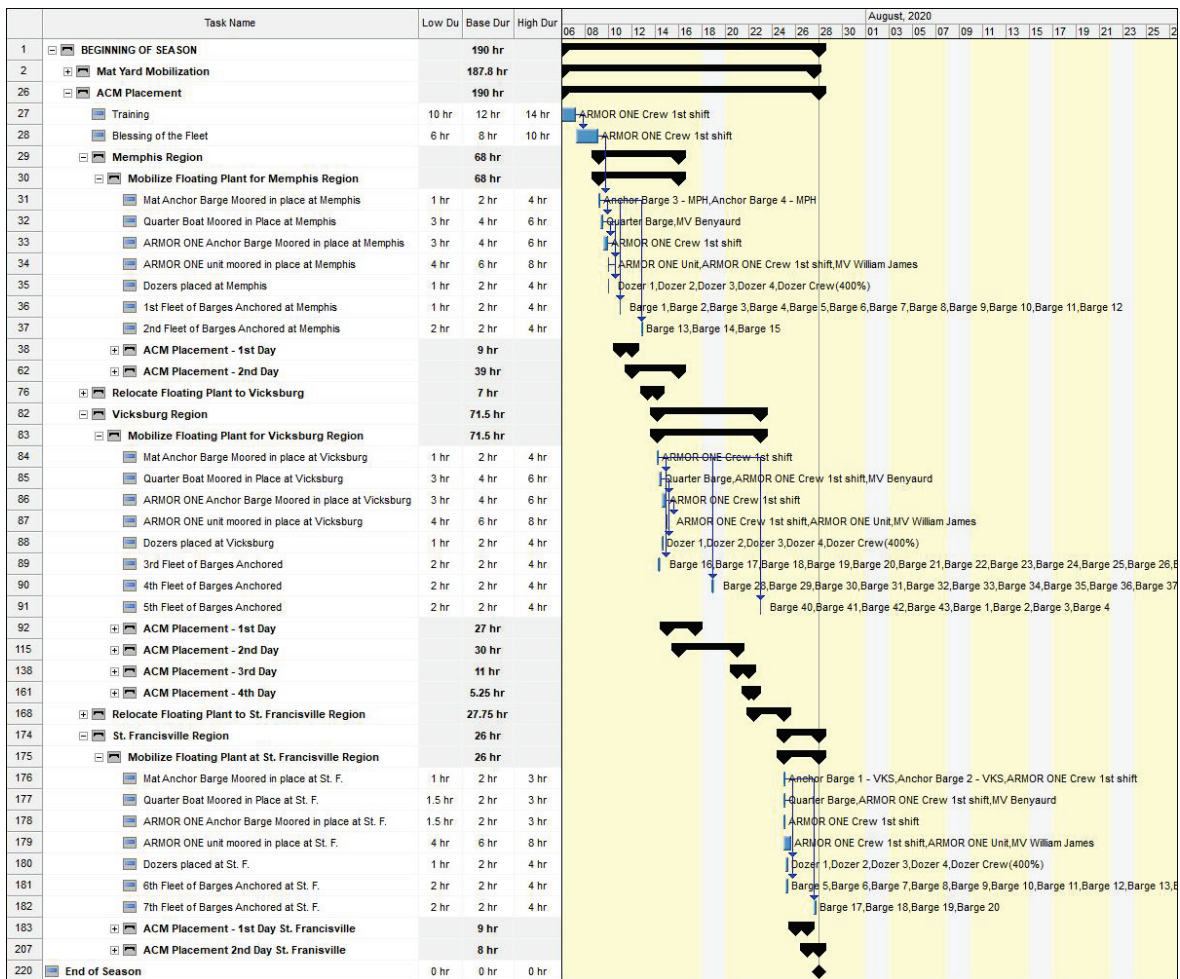 Task Name Low Du Base Dur High Dur August, 2020
06 08 10 12 14 16 18 20 22 24 26 28 30 01 03 05 07 09 11 13 15 17 19 21 23 25 2
1 BEGINNING OF SEASON 190 hr
2 Mat Yard Mobilization 187.8 hr
26 ACM Placement 190 hr
27 Training 10 hr 12 hr 14 hr ARMOR ONE Crew 1st shift
28 Blessing of the Fleet 6 hr 8 hr 10 hr ARMOR ONE Crew 1st shift
29 Memphis Region 68 hr
30 Mobilize Floating Plant for Memphis Region 68 hr
31 Mat Anchor Barge Moored in place at Memphis 1 hr 2 hr 4 hr Anchor Barge 3 - MPH,Anchor Barge 4 - MPH
32 Quarter Boat Moored in Place at Memphis 3 hr 4 hr 6 hr Quarter Barge,MV Benyaurd
33 ARMOR ONE Anchor Barge Moored in place at Memphis 3 hr 4 hr 6 hr ARMOR ONE Crew 1st shift
34 ARMOR ONE unit moored in place at Memphis 4 hr 6 hr 8 hr ARMOR ONE Unit,ARMOR ONE Crew 1st shift,MV William James
35 Dozers placed at Memphis 1 hr 2 hr 4 hr Dozer 1,Dozer 2,Dozer 3,Dozer 4,Dozer Crew(400%)
36 1st Fleet of Barges Anchored at Memphis 1 hr 2 hr 4 hr Barge 1,Barge 2,Barge 3,Barge 4,Barge 5,Barge 6,Barge 7,Barge 8,Barge 9,Barge 10,Barge 11,Barge 12
37 2nd Fleet of Barges Anchored at Memphis 2 hr 2 hr 4 hr Barge 13,Barge 14,Barge 15
38 ACM Placement - 1st Day 9 hr
62 ACM Placement - 2nd Day 39 hr
76 Relocate Floating Plant to Vicksburg 7 hr
82 Vicksburg Region 71.5 hr
83 Mobilize Floating Plant for Vicksburg Region 71.5 hr
84 Mat Anchor Barge Moored in place at Vicksburg 1 hr 2 hr 4 hr ARMOR ONE Crew 1st shift
85 Quarter Boat Moored in Place at Vicksburg 3 hr 4 hr 6 hr Quarter Barge,ARMOR ONE Crew 1st shift,MV Benyaurd
86 ARMOR ONE Anchor Barge Moored in place at Vicksburg 3 hr 4 hr 6 hr ARMOR ONE Crew 1st shift
87 ARMOR ONE unit moored in place at Vicksburg 4 hr 6 hr 8 hr ARMOR ONE Crew 1st shift,ARMOR ONE Unit,MV William James
88 Dozers placed at Vicksburg 1 hr 2 hr 4 hr Dozer 1,Dozer 2,Dozer 3,Dozer 4,Dozer Crew(400%)
89 3rd Fleet of Barges Anchored 2 hr 2 hr 4 hr Barge 16,Barge 17,Barge 18,Barge 19,Barge 20,Barge 21,Barge 22,Barge 23,Barge 24,Barge 25,Barge 26,
90 4th Fleet of Barges Anchored 2 hr 2 hr 4 hr Barge 28,Barge 29,Barge 30,Barge 31,Barge 32,Barge 33,Barge 34,Barge 35,Barge 36,Barge 37
91 5th Fleet of Barges Anchored 2 hr 2 hr 4 hr Barge 40,Barge 41,Barge 42,Barge 43,Barge 1,Barge 2,Barge 3,Barge 4
92 ACM Placement - 1st Day 27 hr
115 ACM Placement - 2nd Day 30 hr
138 ACM Placement - 3rd Day 11 hr
161 ACM Placement - 4th Day 5.25 hr
168 Relocate Floating Plant to St. Francisville Region 27.75 hr
174 St. Francisville Region 26 hr
175 Mobilize Floating Plant at St. Francisville Region 26 hr
176 Mat Anchor Barge Moored in place at St. F. 1 hr 2 hr 3 hr Anchor Barge 1 - VKS,Anchor Barge 2 - VKS,ARMOR ONE Crew 1st shift
177 Quarter Boat Moored in Place at St. F. 1.5 hr 2 hr 3 hr Quarter Barge,ARMOR ONE Crew 1st shift,MV Benyaurd
178 ARMOR ONE Anchor Barge Moored in place at St. F. 1.5 hr 2 hr 3 hr ARMOR ONE Crew 1st shift
179 ARMOR ONE unit moored in place at St. F. 4 hr 6 hr 8 hr ARMOR ONE Crew 1st shift,ARMOR ONE Unit,MV William James
180 Dozers placed at St. F. 1 hr 2 hr 4 hr Dozer 1,Dozer 2,Dozer 3,Dozer 4,Dozer Crew(400%)
181 6th Fleet of Barges Anchored at St. F. 2 hr 2 hr 4 hr Barge 5,Barge 6,Barge 7,Barge 8,Barge 9,Barge 10,Barge 11,Barge 12,Barge 13,
182 7th Fleet of Barges Anchored at St. F. 2 hr 2 hr 4 hr Barge 17,Barge 18,Barge 19,Barge 20
183 ACM Placement - 1st Day St. Francisville 9 hr
207 ACM Placement 2nd Day St. Franisville 8 hr
220 End of Season 0 hr 0 hr 0 hr